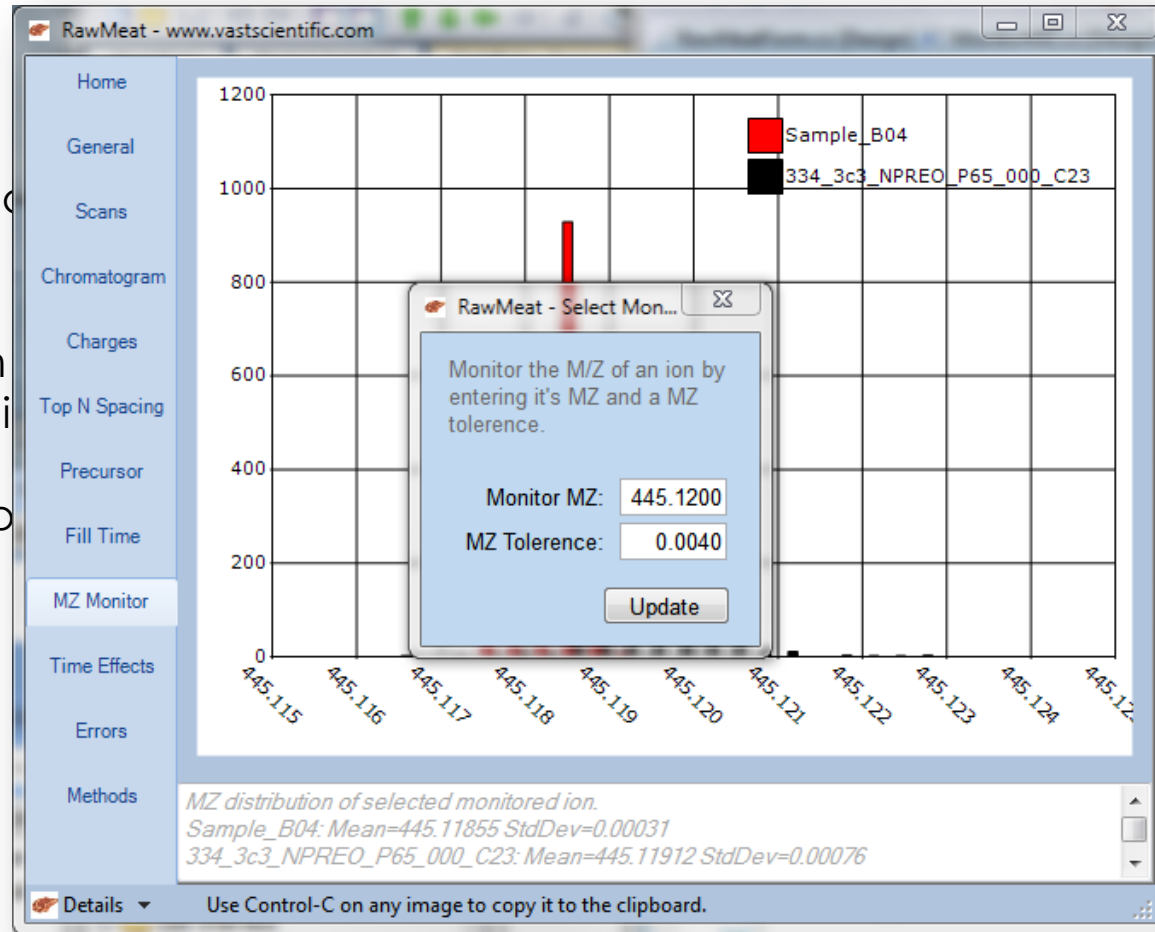 RawMeat - www.vastscientific.com
Home
General
Scans
Chromatogram
Charges
Top N Spacing
Precursor
Fill Time
MZ Monitor
Time Effects
Errors
Methods
1200
1000
800
600
400
200
0
445.115
445.116
445.117
445.118
445.119
445.120
445.121
445.122
445.123
445.124
Sample_B04
334_3c3_NPREO_P65_000_C23
RawMeat - Select Mon...
Monitor the M/Z of an ion by
entering it's MZ and a MZ
tolerence.
Monitor MZ: 445.1200
MZ Tolerence: 0.0040
Update
MZ distribution of selected monitored ion.
Sample_B04: Mean=445.11855 StdDev=0.00031
334_3c3_NPREO_P65_000_C23: Mean=445.11912 StdDev=0.00076
Details
Use Control-C on any image to copy it to the clipboard.